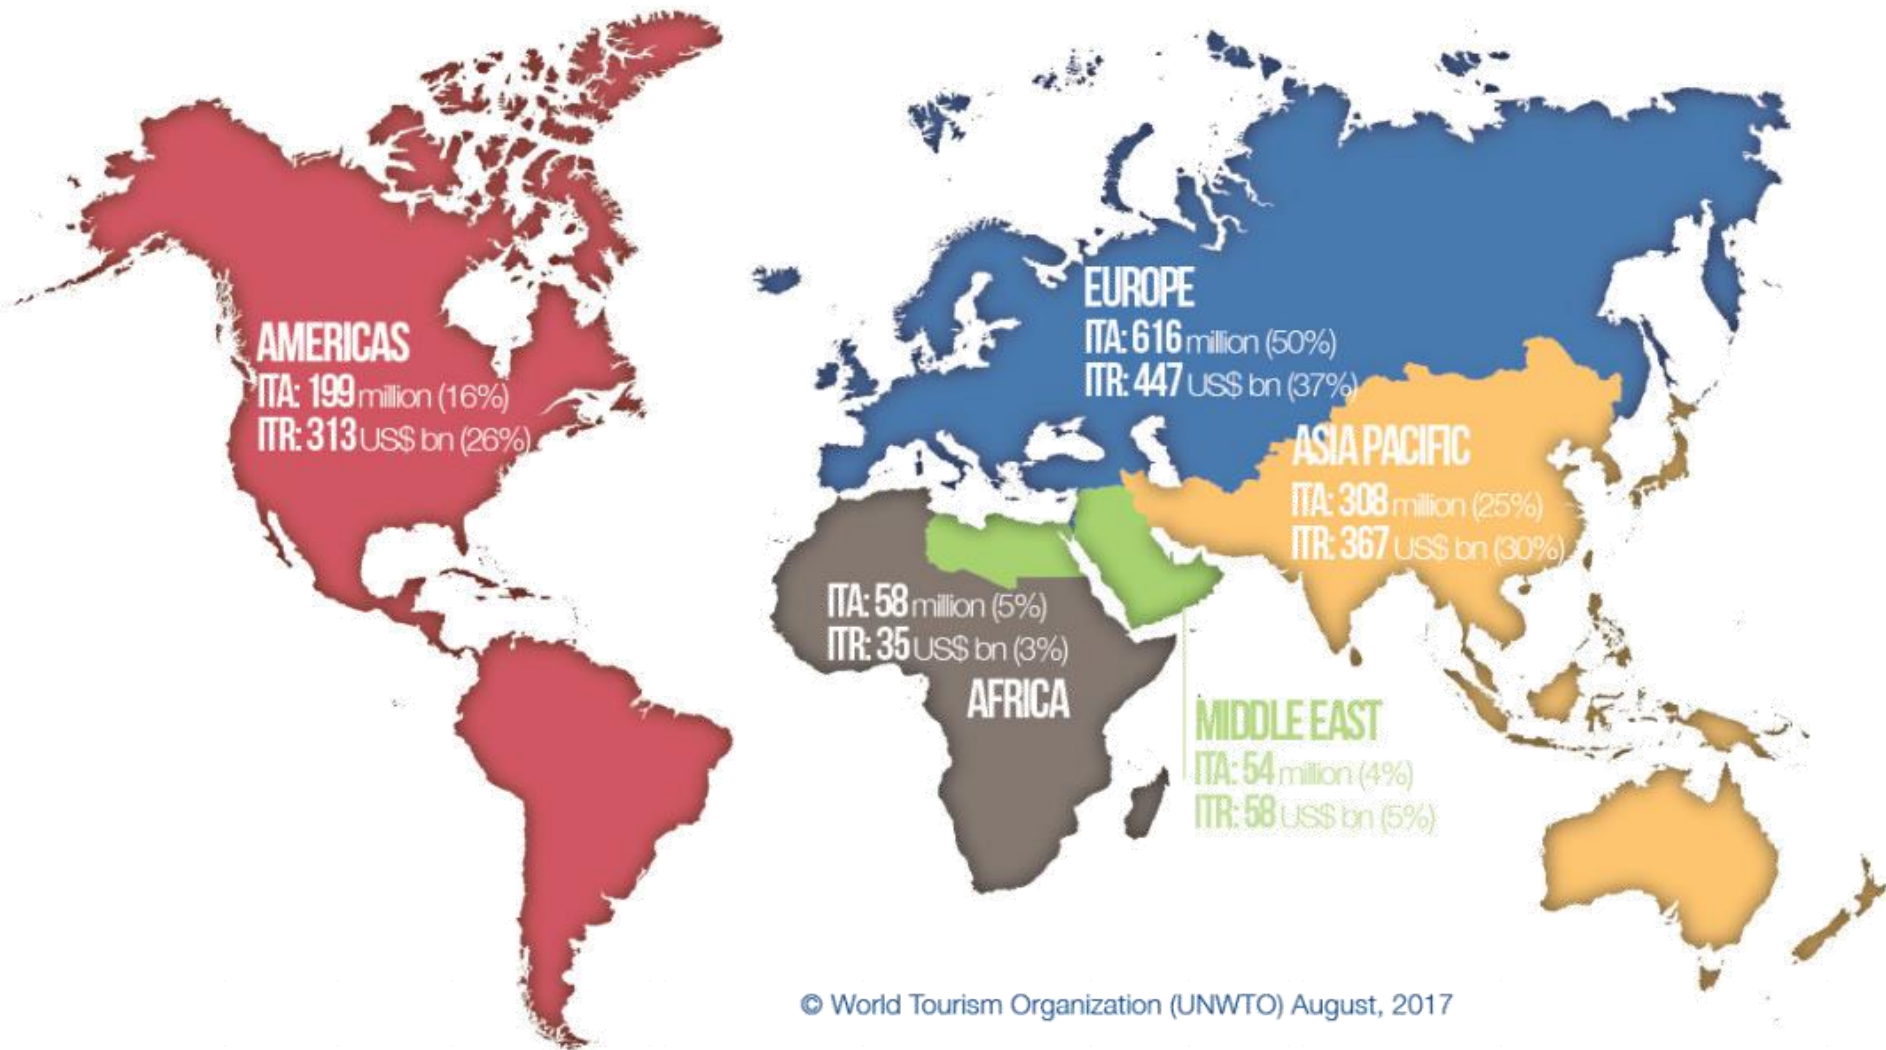 AMERICAS
ITA: 199 million (16%)
ITR: 313 US$ bn (26%)
EUROPE
ITA: 616 million (50%)
ITR: 447 US$ bn (37%)
ASIA PACIFIC
ITA: 308 million (25%)
ITR: 367 US$ bn (30%)
ITA: 58 million (5%)
ITR: 35 US$ bn (3%)
AFRICA
MIDDLE EAST
ITA: 54 million (4%)
ITR: 58 US$ bn (5%)
© World Tourism Organization (UNWTO) August, 2017